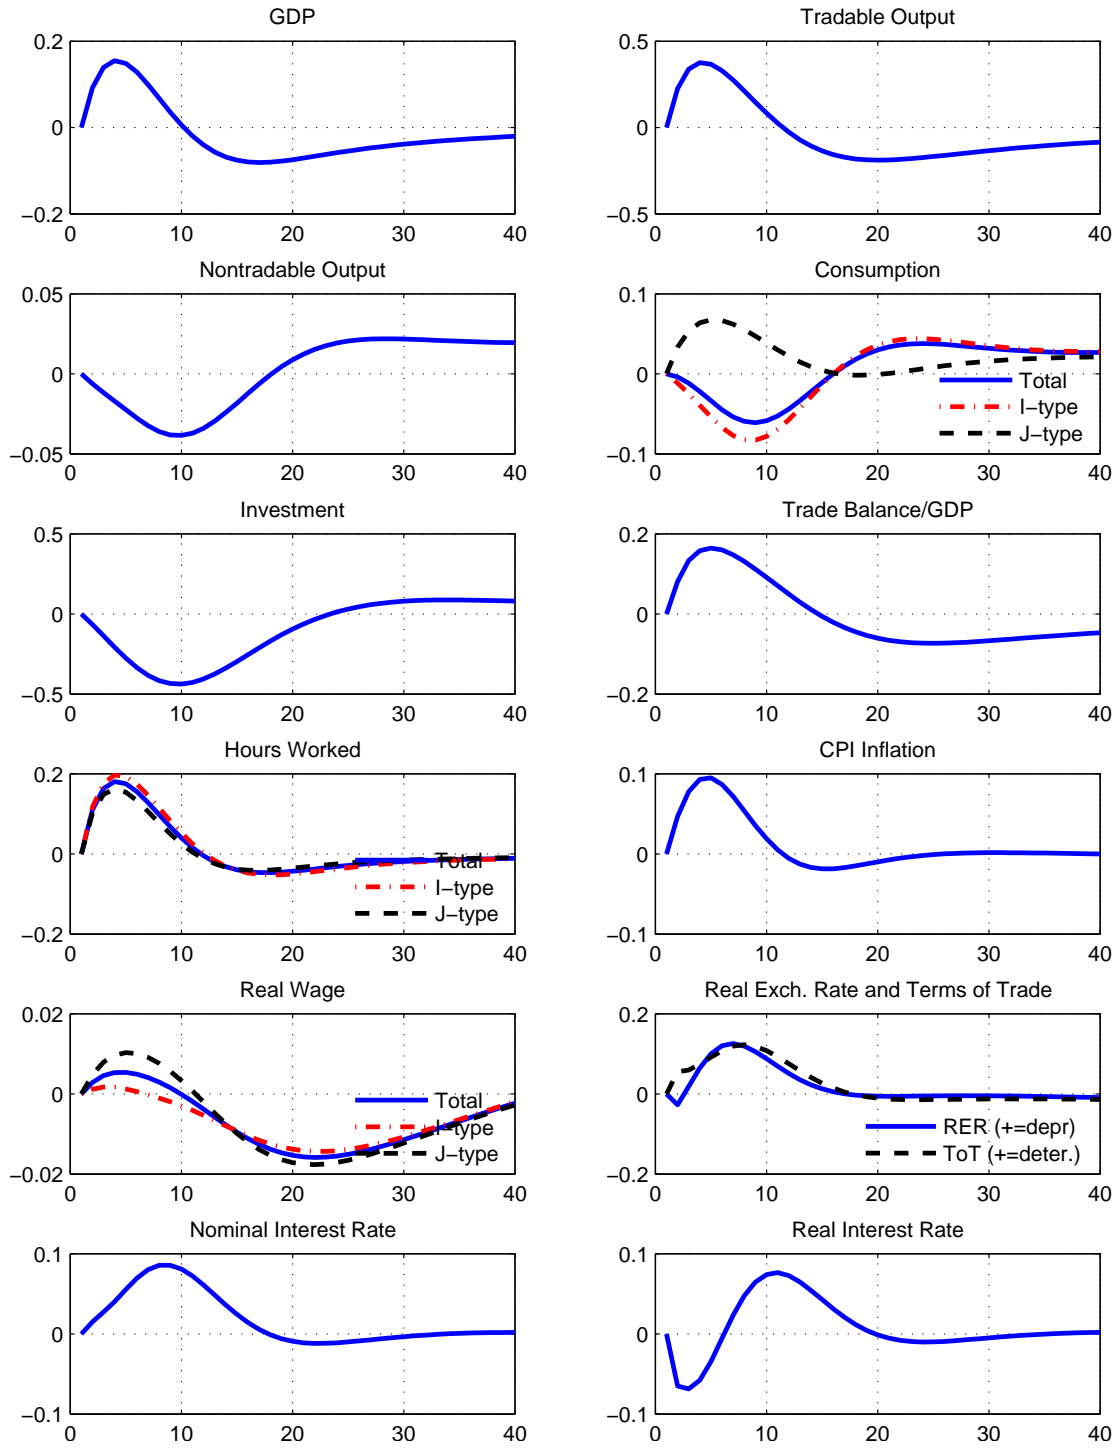 GDP
0.2
0
−0.2
0 10 20 30 40
Tradable Output
0.5
0
−0.5
0 10 20 30 40
Nontradable Output
0.05
0
−0.05
0 10 20 30 40
Consumption
0.1
0
−0.1
0 10 20 30 40
Total
I−type
J−type
Investment
0.5
0
−0.5
0 10 20 30 40
Trade Balance/GDP
0.2
0
−0.2
0 10 20 30 40
Hours Worked
0.2
0
−0.2
0 10 20 30 40
Total
I−type
J−type
CPI Inflation
0.1
0
−0.1
0 10 20 30 40
Real Wage
0.02
0
−0.02
0 10 20 30 40
Total
I−type
J−type
Real Exch. Rate and Terms of Trade
0.2
0
−0.2
0 10 20 30 40
RER (+=depr)
ToT (+=deter.)
Nominal Interest Rate
0.1
0
−0.1
0 10 20 30 40
Real Interest Rate
0.1
0
−0.1
0 10 20 30 40